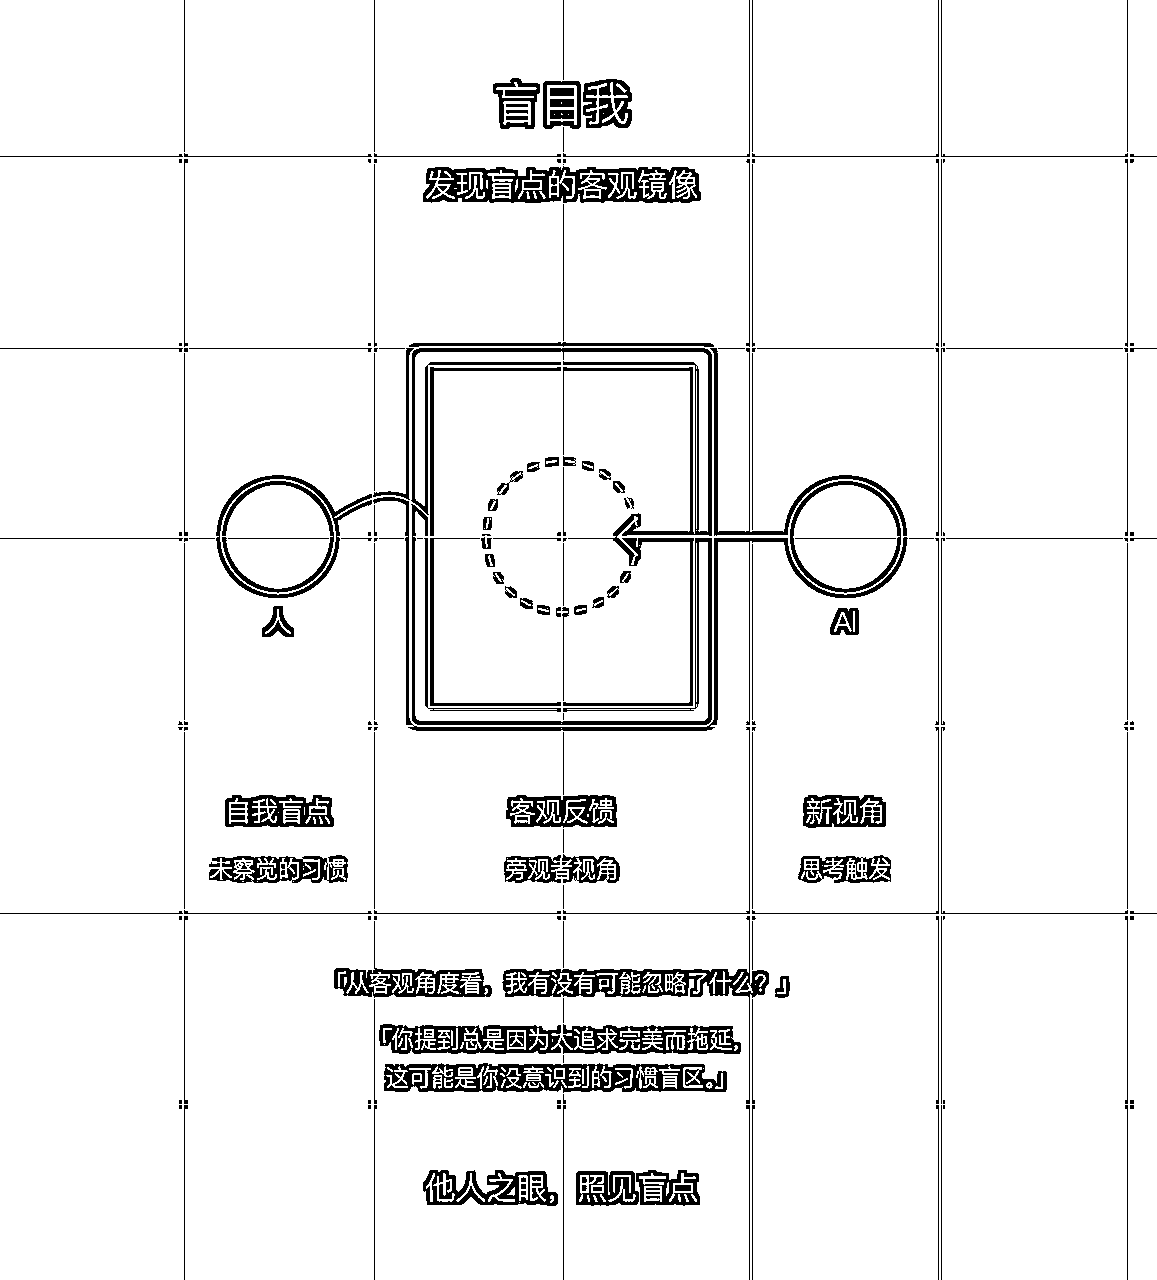 盲目我
发现盲点的客观镜像
人
AI
自我盲点
客观反馈
新视角
未察觉的习惯
旁观者视角
思考触发
「从客观角度看，我有没有可能忽略了什么？」
「你提到总是因为太追求完美而拖延，
这可能是你没意识到的习惯盲区。」
他人之眼，照见盲点